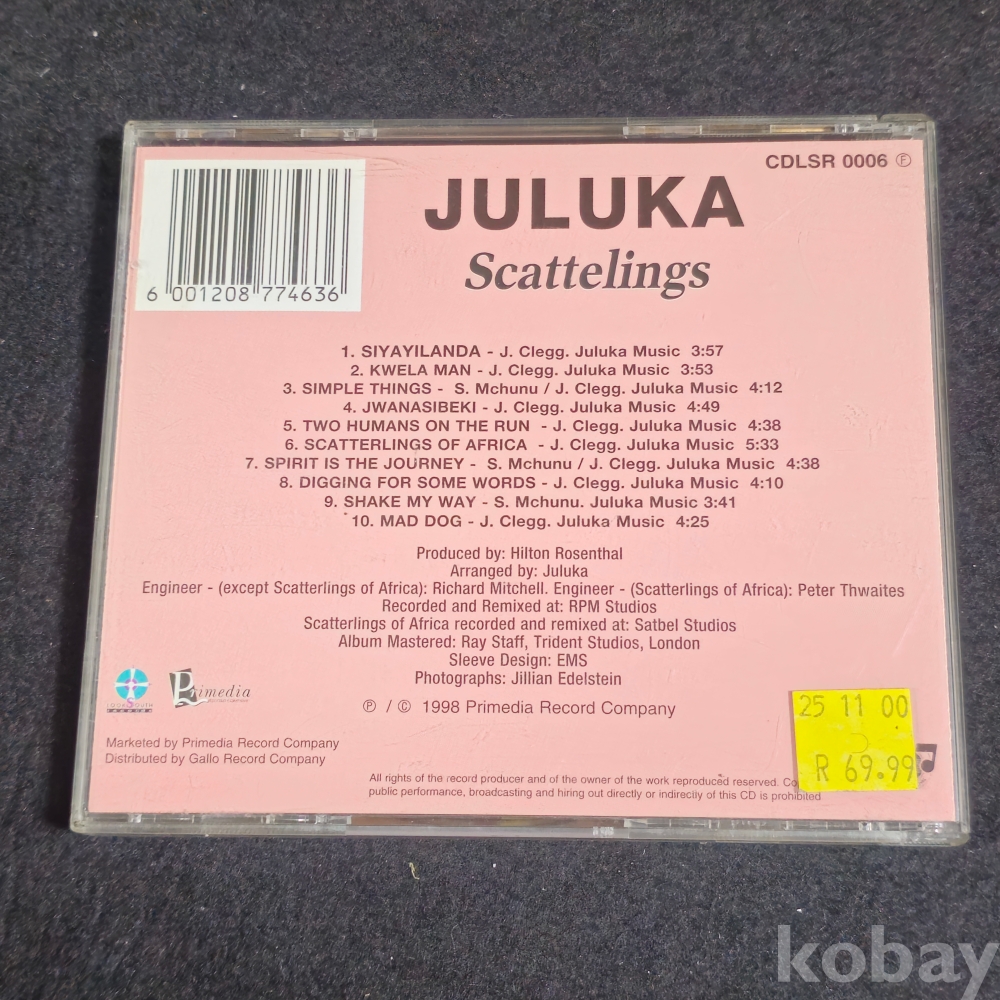 CDLSR 0006 Ⓟ
JULUKA
Scattelings
6 001208 774636
1. SIYAYILANDA - J. Clegg. Juluka Music 3:57
2. KWELA MAN - J. Clegg. Juluka Music 3:53
3. SIMPLE THINGS - S. Mchunu / J. Clegg. Juluka Music 4:12
4. JWANASIBEKI - J. Clegg. Juluka Music 4:49
5. TWO HUMANS ON THE RUN - J. Clegg. Juluka Music 4:38
6. SCATTERLINGS OF AFRICA - J. Clegg. Juluka Music 5:33
7. SPIRIT IS THE JOURNEY - S. Mchunu / J. Clegg. Juluka Music 4:38
8. DIGGING FOR SOME WORDS - J. Clegg. Juluka Music 4:10
9. SHAKE MY WAY - S. Mchunu. Juluka Music 3:41
10. MAD DOG - J. Clegg. Juluka Music 4:25
Produced by: Hilton Rosenthal
Arranged by: Juluka
Engineer - (except Scatterlings of Africa): Richard Mitchell. Engineer - (Scatterlings of Africa): Peter Thwaites
Recorded and Remixed at: RPM Studios
Scatterlings of Africa recorded and remixed at: Satbel Studios
Album Mastered: Ray Staff, Trident Studios, London
Sleeve Design: EMS
Photographs: Jillian Edelstein
Primedia
Ⓟ / © 1998 Primedia Record Company
25 11 00
R 69.99
Marketed by Primedia Record Company
Distributed by Gallo Record Company
All rights of the record producer and of the owner of the work reproduced reserved.
public performance, broadcasting and hiring out directly or indirectly of this CD is prohibited
kobay